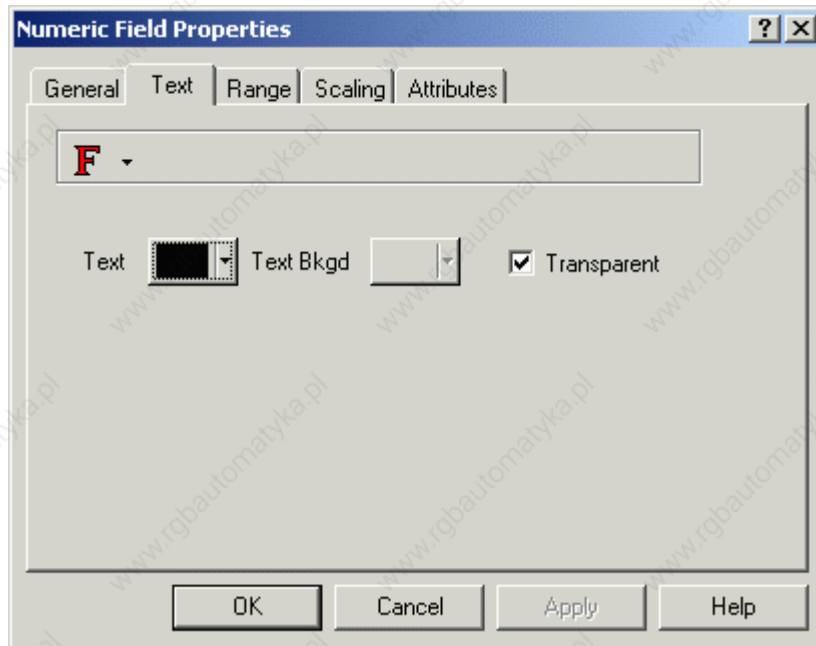 Numeric Field Properties
General Text Range Scaling Attributes
F
Text Text Bkgd Transparent
OK Cancel Apply Help
www.rgbautomatyka.pl